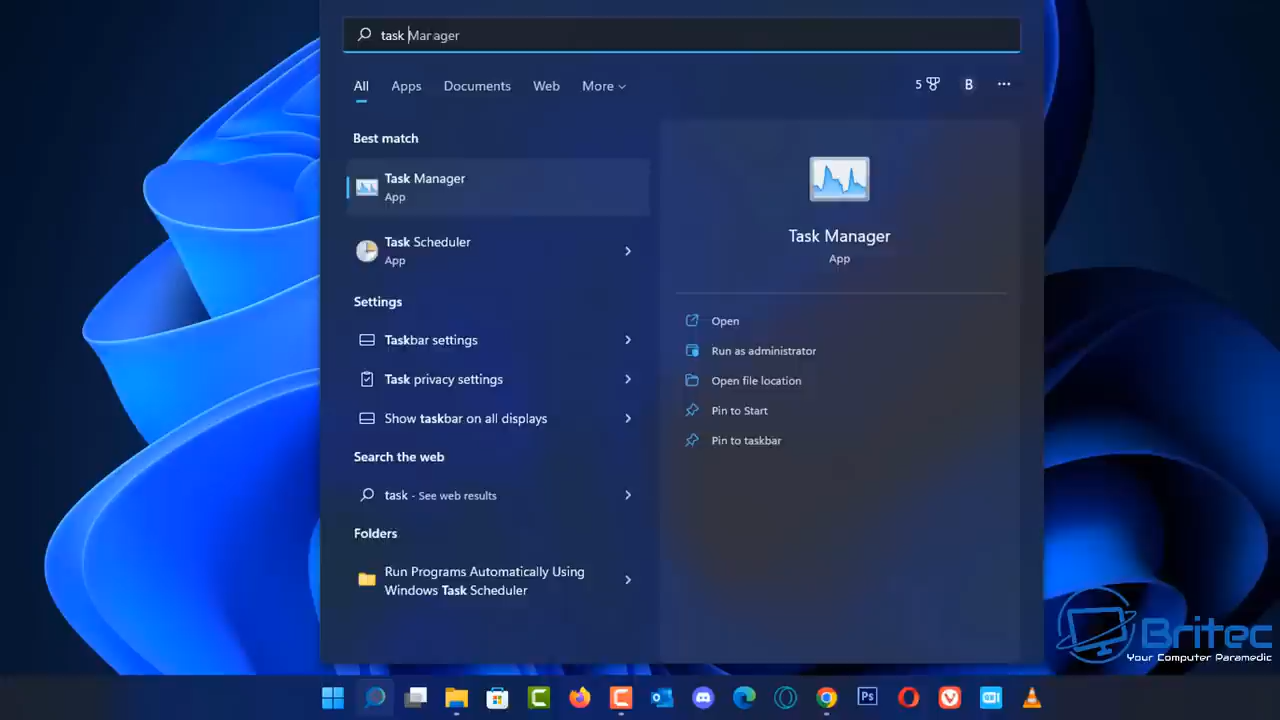 task Manager
All Apps Documents Web More
5 B ...
Best match
Task Manager
App
Task Scheduler
App
Settings
Taskbar settings
Task privacy settings
Show taskbar on all displays
Search the web
task - See web results
Folders
Run Programs Automatically Using
Windows Task Scheduler
Task Manager
App
Open
Run as administrator
Open file location
Pin to Start
Pin to taskbar
Britec
Your Computer Paramedic
Ps